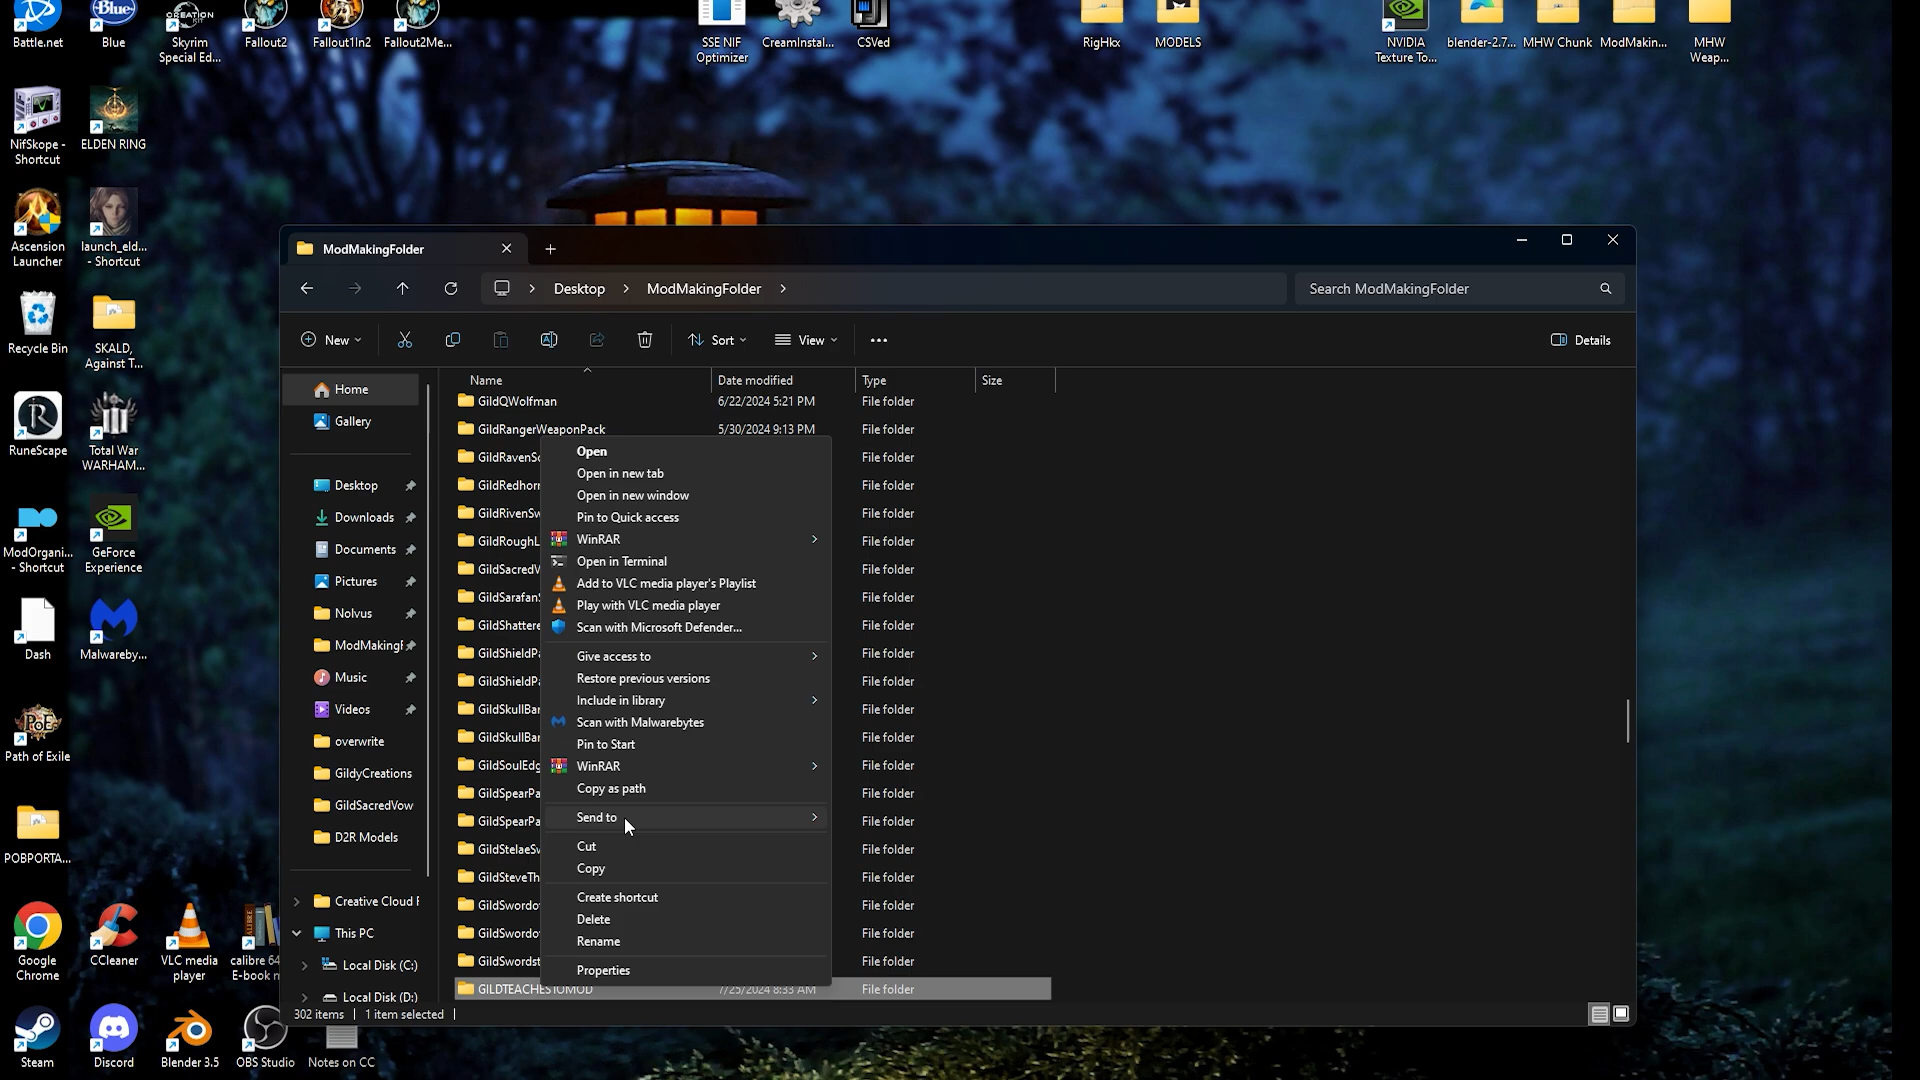 Battle.net
Blue
Skyrim
Special Ed...
Fallout2
Fallout1in2
Fallout2Me...
SSE NIF
Optimizer
CreamInstal...
CSVed
RigHkx
MODELS
NVIDIA
Texture To...
blender-2.7...
MHW Chunk
ModMakin...
MHW
Weap...
NifSkope -
Shortcut
ELDEN RING
Ascension
Launcher
launch_eld...
- Shortcut
Recycle Bin
SKALD,
Against T...
RuneScape
Total War
WARHAM...
ModOrgani...
- Shortcut
GeForce
Experience
Dash
Malwareby...
Path of Exile
POBPORTA...
Google
Chrome
CCleaner
VLC media
player
calibre 64
E-book m
Steam
Discord
Blender 3.5
OBS Studio
Notes on CC
ModMakingFolder
Desktop
ModMakingFolder
Search ModMakingFolder
New
Sort
View
Details
Home
Gallery
Desktop
Downloads
Documents
Pictures
Nolvus
ModMakingF
Music
Videos
overwrite
GildyCreations
GildSacredVow
D2R Models
Creative Cloud F
This PC
Local Disk (C:)
Local Disk (D:)
Name
Date modified
Type
Size
GildQWolfman 6/22/2024 5:21 PM File folder
GildRangerWeaponPack 5/30/2024 9:13 PM File folder
GildRavenSc File folder
GildRedhorn File folder
GildRivenSw File folder
GildRoughL File folder
GildSacredV File folder
GildSarafanS File folder
GildShattere File folder
GildShieldPa File folder
GildShieldPa File folder
GildSkullBar File folder
GildSkullBar File folder
GildSoulEdg File folder
GildSpearPa File folder
GildSpearPa File folder
GildStelaeSv File folder
GildSteveTh File folder
GildSwordo File folder
GildSwordo File folder
GildSwordst File folder
GILDTEACHESTOMOD 7/25/2024 8:33 AM File folder
Open
Open in new tab
Open in new window
Pin to Quick access
WinRAR
Open in Terminal
Add to VLC media player's Playlist
Play with VLC media player
Scan with Microsoft Defender...
Give access to
Restore previous versions
Include in library
Scan with Malwarebytes
Pin to Start
WinRAR
Copy as path
Send to
Cut
Copy
Create shortcut
Delete
Rename
Properties
302 items
1 item selected